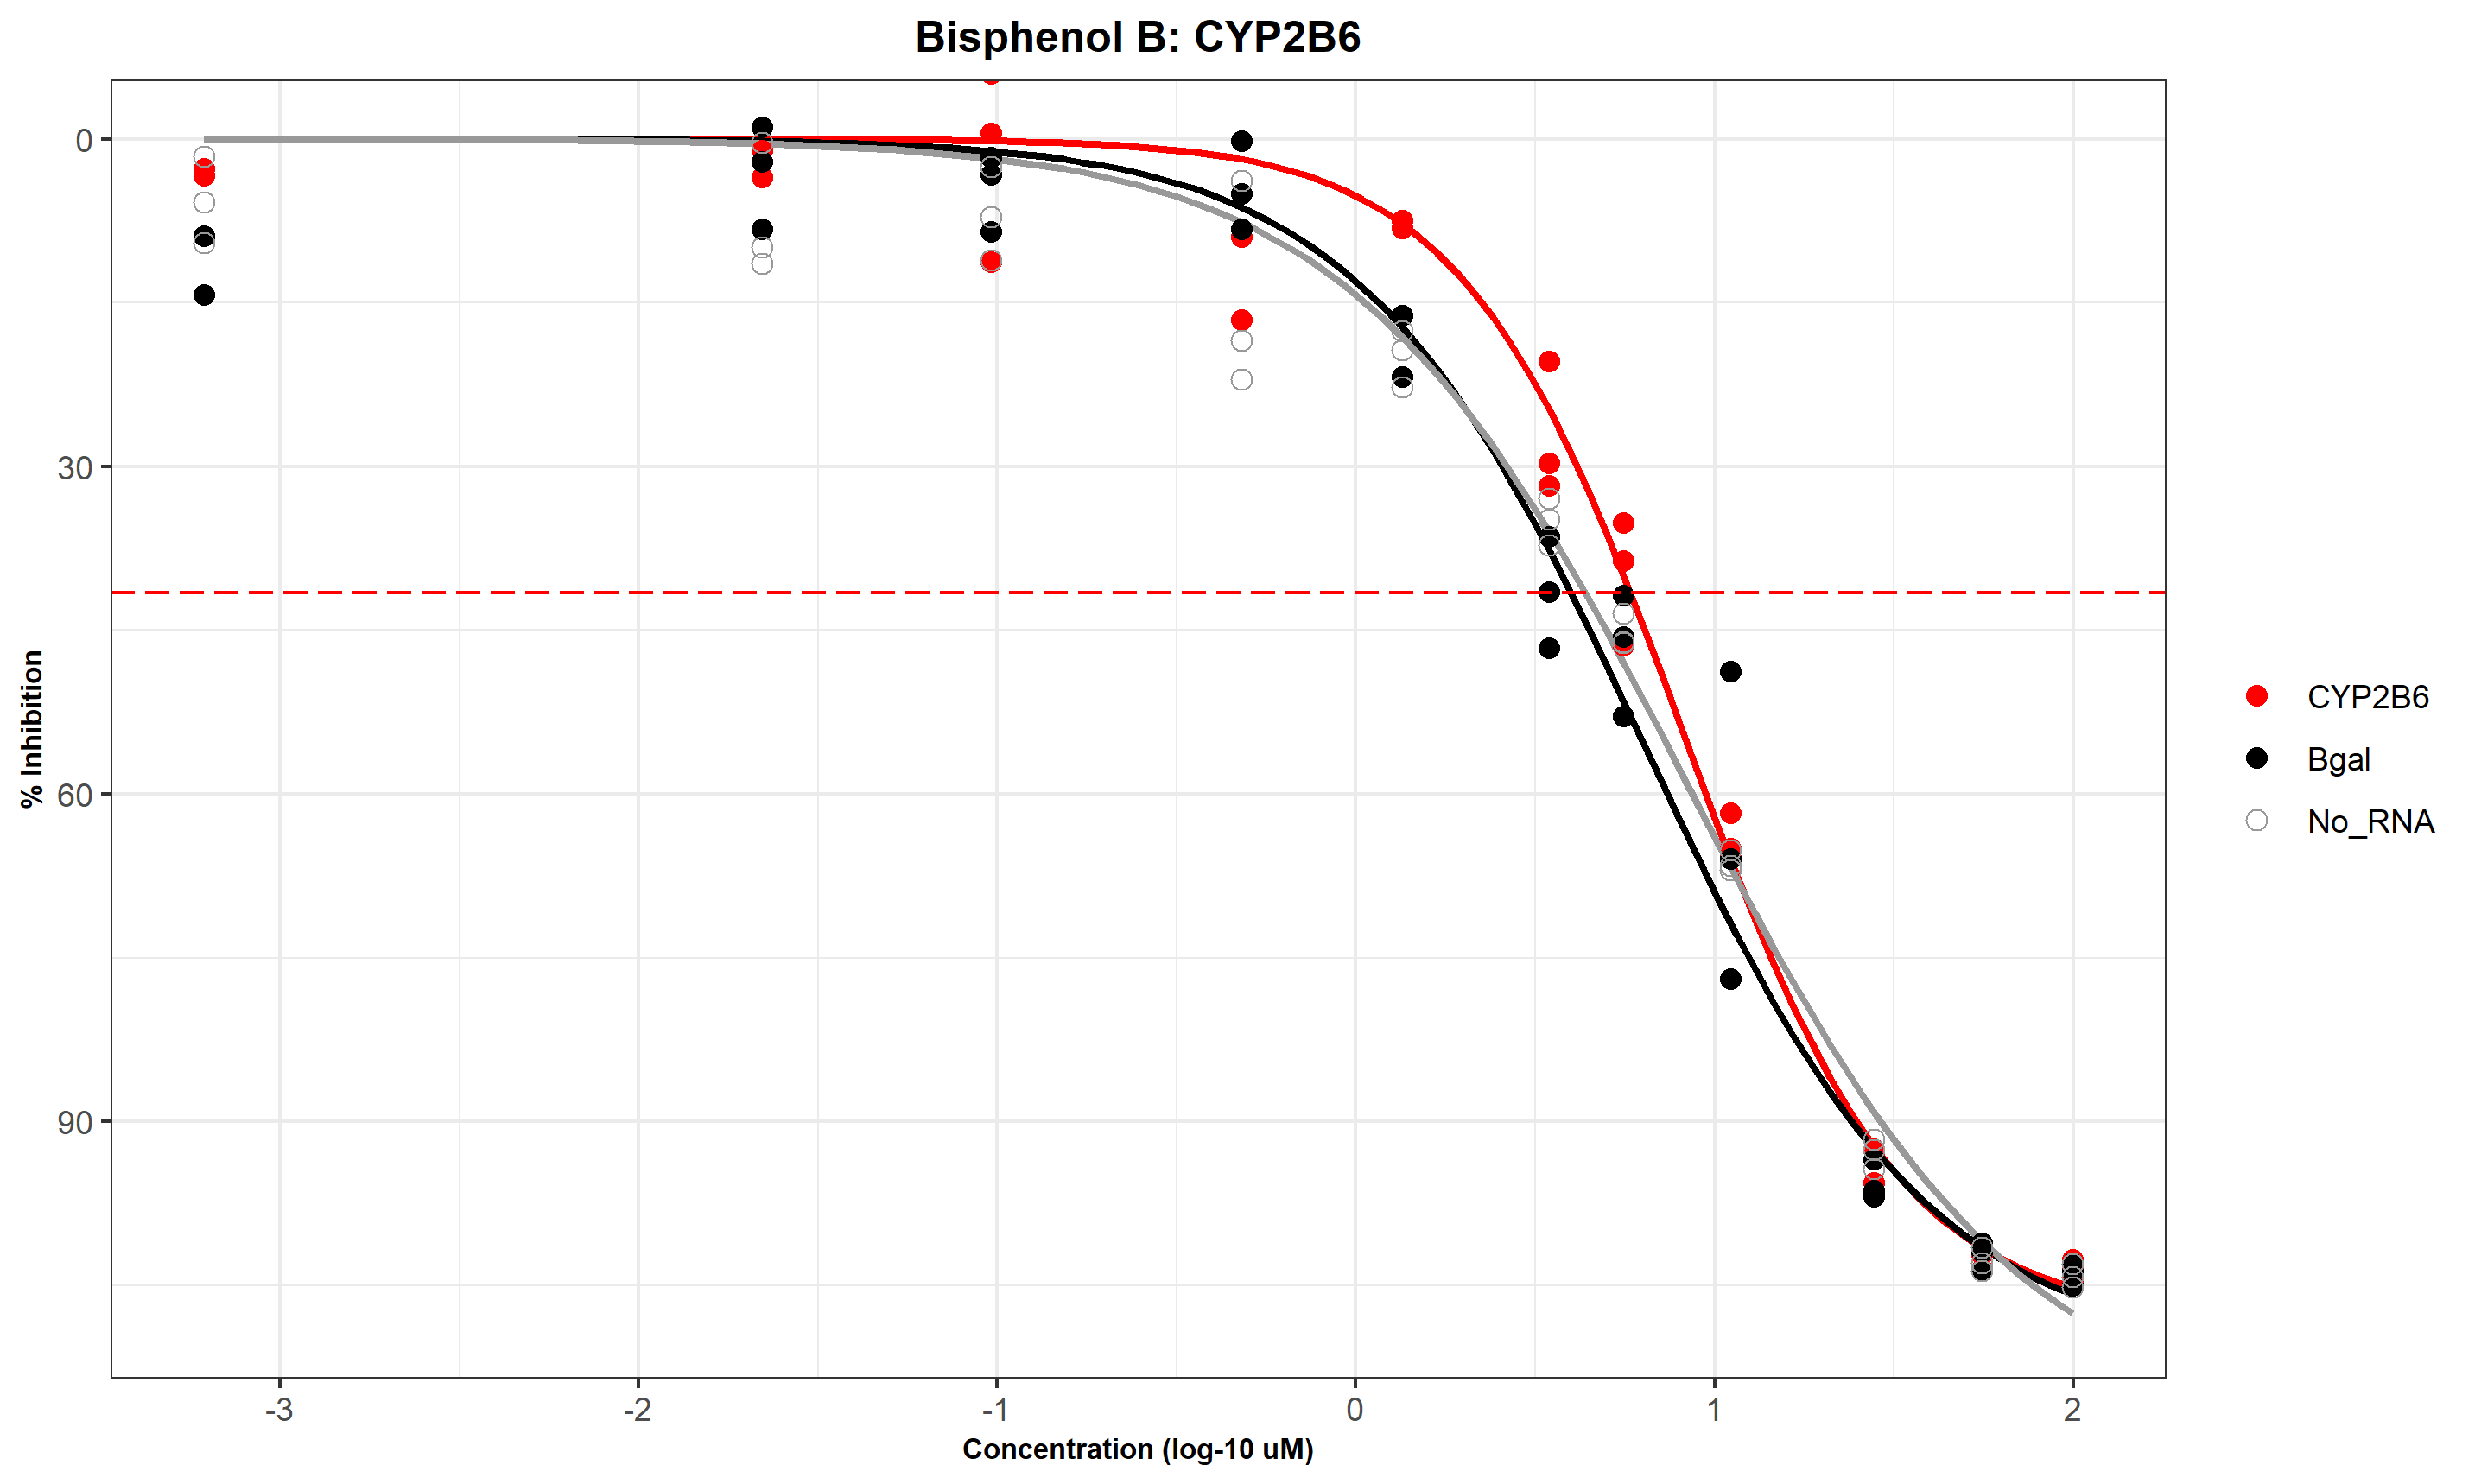 Bisphenol B: CYP2B6
0
30
60
90
% Inhibition
-3
-2
-1
0
1
2
Concentration (log-10 uM)
CYP2B6
Bgal
No_RNA